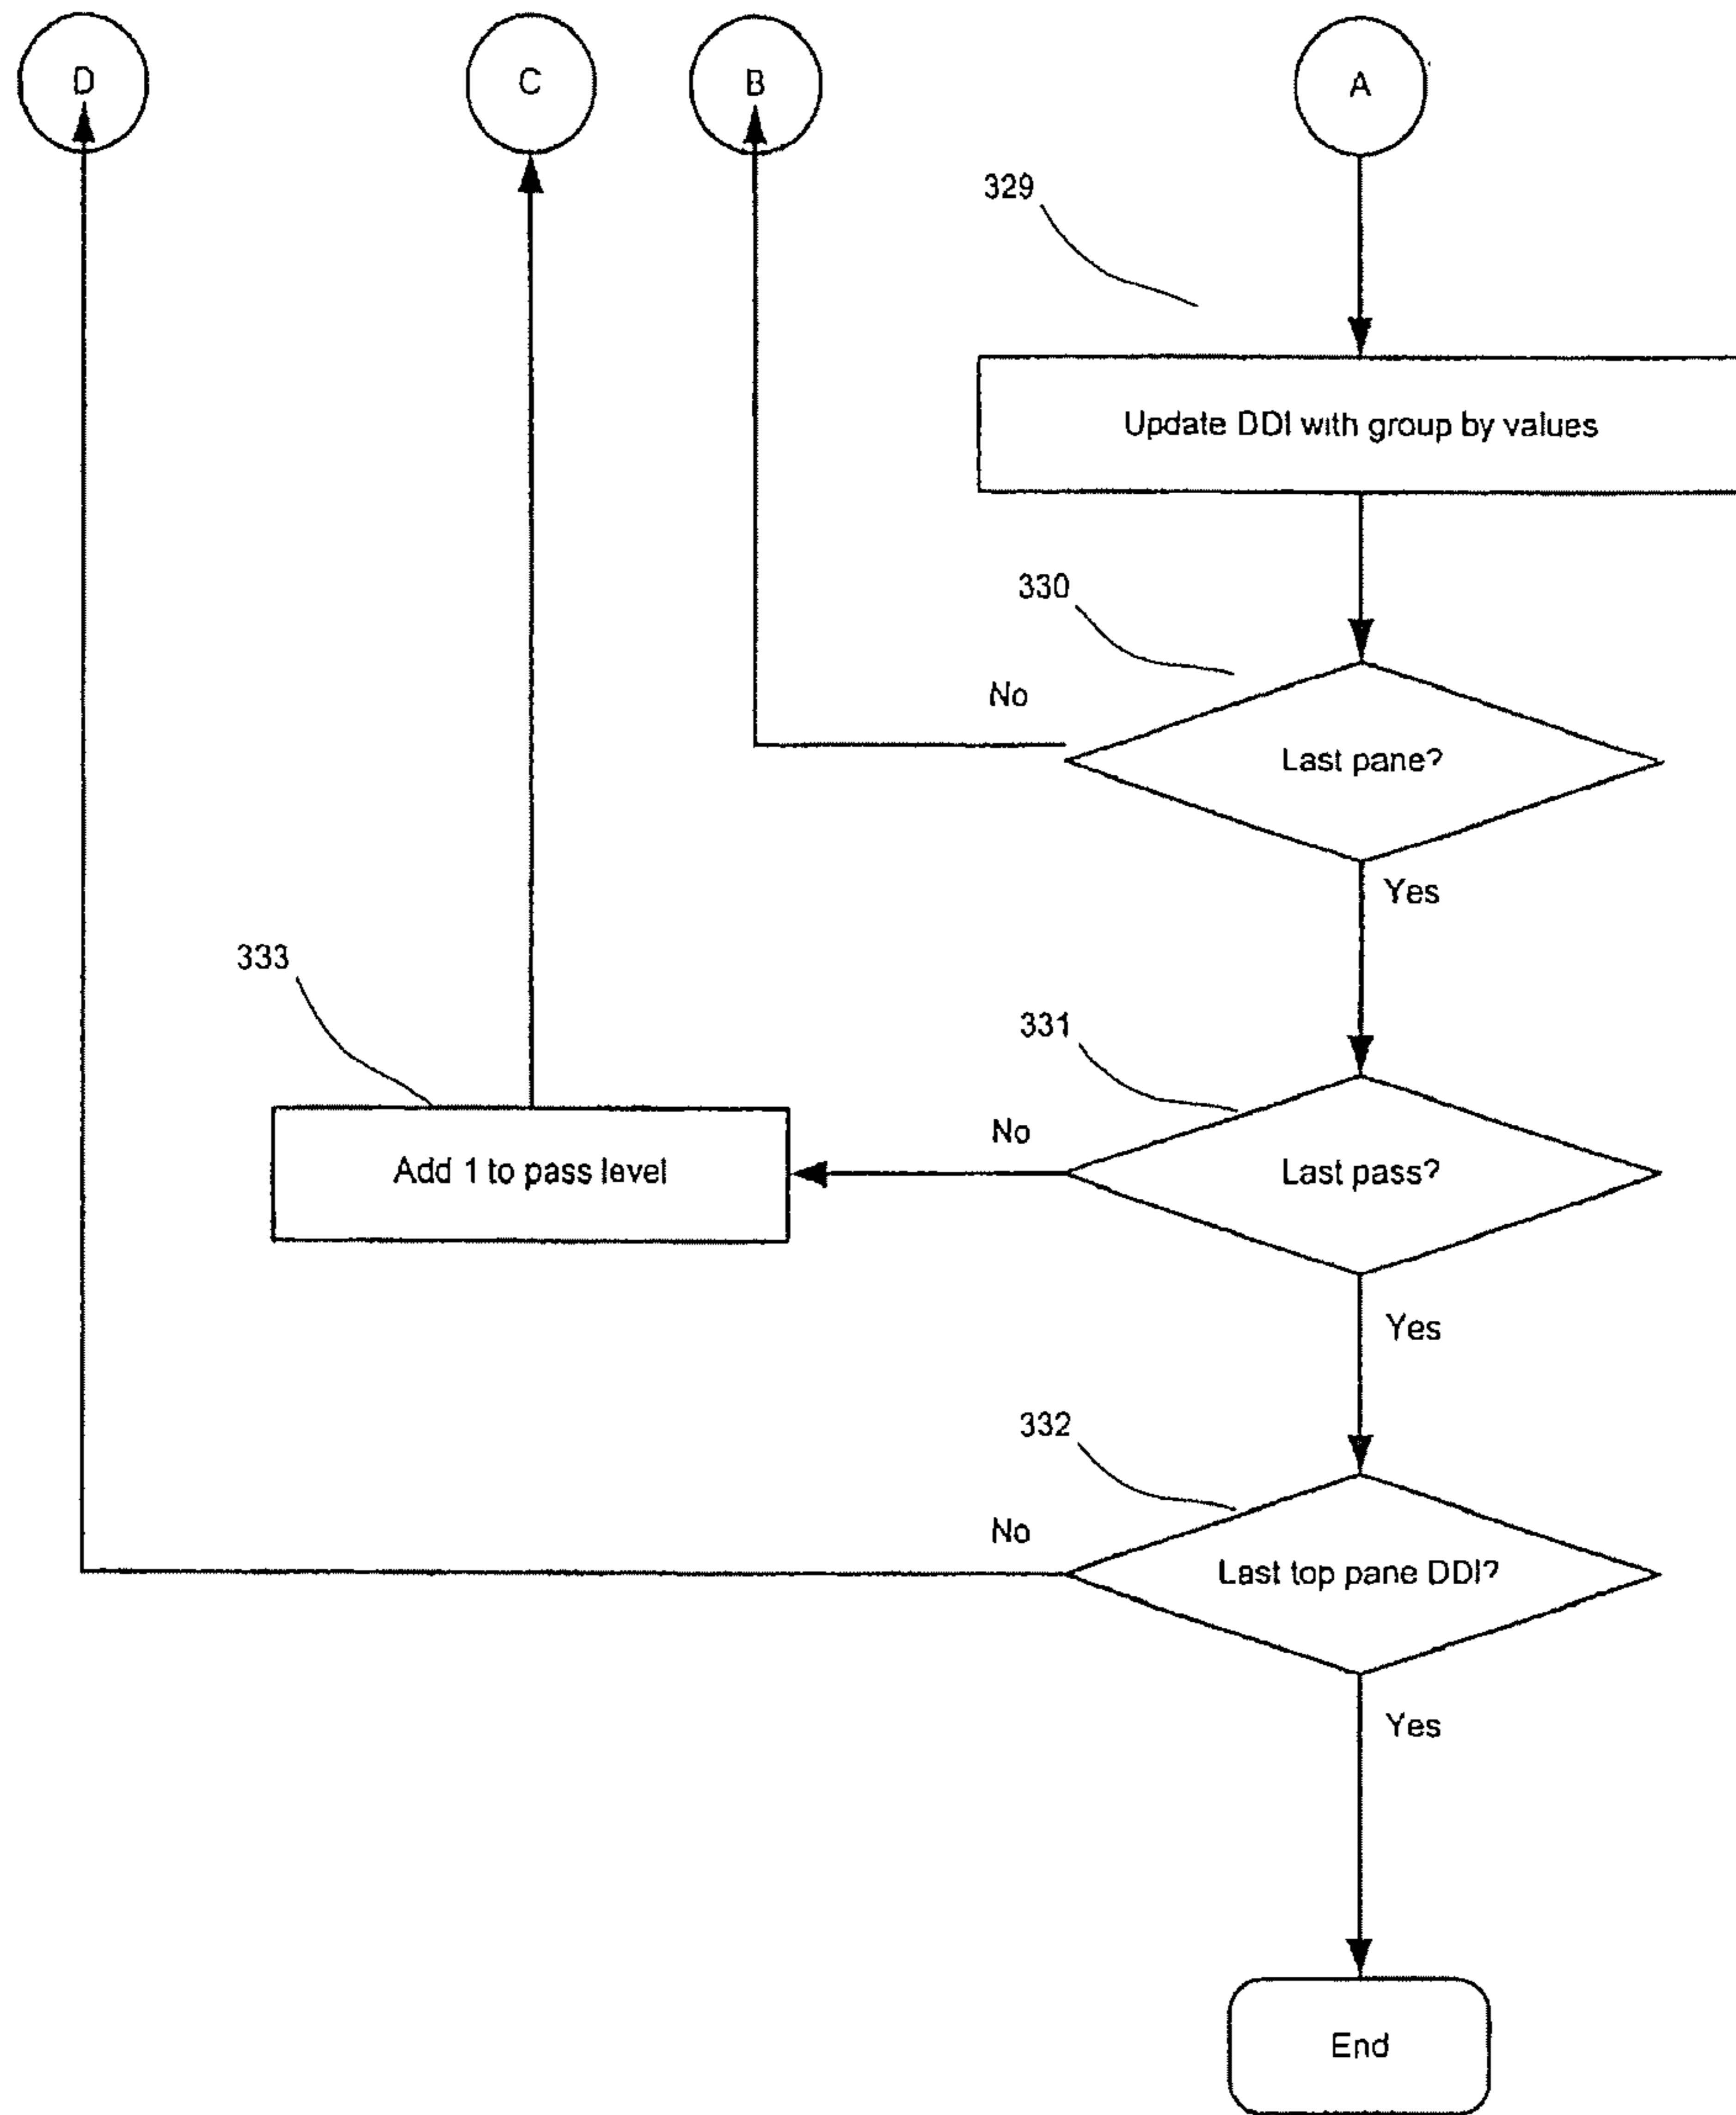 D
C
B
A
329
Update DDI with group by values
330
No
Last pane?
Yes
333
331
No
Add 1 to pass level
Last pass?
Yes
332
No
Last top pane DDI?
Yes
End